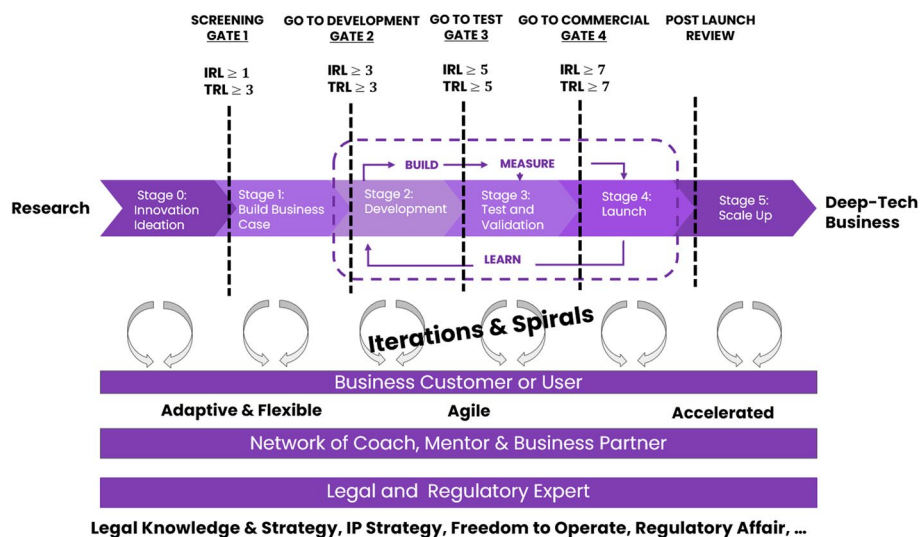 SCREENING
GATE 1
GO TO DEVELOPMENT
GATE 2
GO TO TEST
GATE 3
GO TO COMMERCIAL
GATE 4
POST LAUNCH
REVIEW
IRL ≥ 1
TRL ≥ 3
IRL ≥ 3
TRL ≥ 3
IRL ≥ 5
TRL ≥ 5
IRL ≥ 7
TRL ≥ 7
BUILD
MEASURE
Research
Stage 0:
Innovation
Ideation
Stage 1:
Build Business
Case
Stage 2:
Development
Stage 3:
Test and
Validation
Stage 4:
Launch
Stage 5:
Scale Up
Deep-Tech
Business
LEARN
Iterations & Spirals
Business Customer or User
Adaptive & Flexible
Agile
Accelerated
Network of Coach, Mentor & Business Partner
Legal and Regulatory Expert
Legal Knowledge & Strategy, IP Strategy, Freedom to Operate, Regulatory Affair, ...